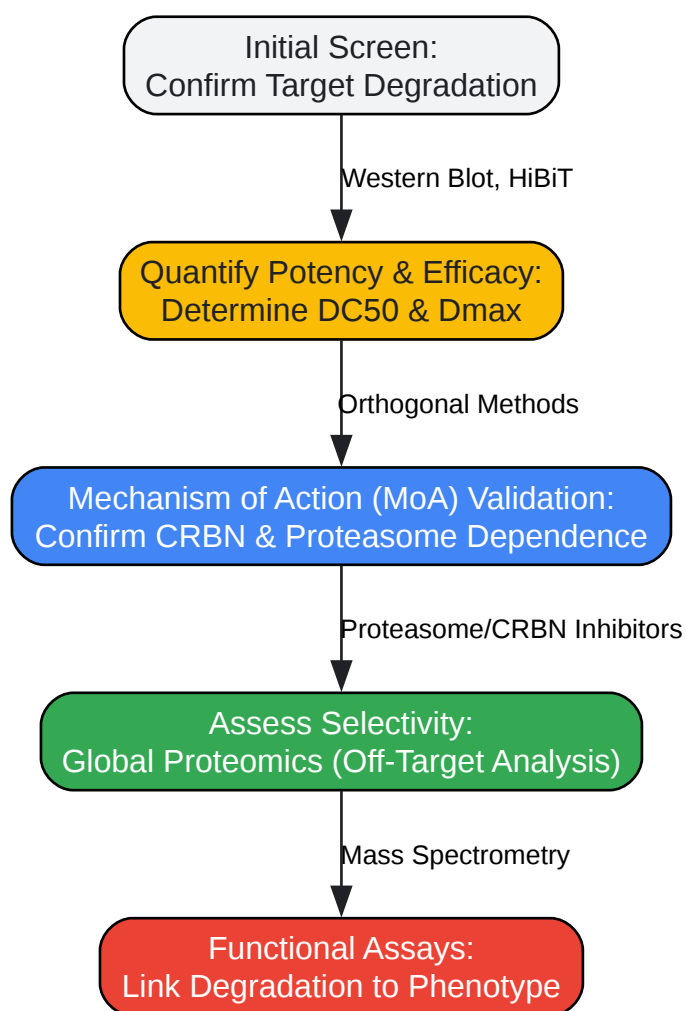 Initial Screen:
Confirm Target Degradation
Western Blot, HiBiT
Quantify Potency & Efficacy:
Determine DC50 & Dmax
Orthogonal Methods
Mechanism of Action (MoA) Validation:
Confirm CRBN & Proteasome Dependence
Proteasome/CRBN Inhibitors
Assess Selectivity:
Global Proteomics (Off-Target Analysis)
Mass Spectrometry
Functional Assays:
Link Degradation to Phenotype